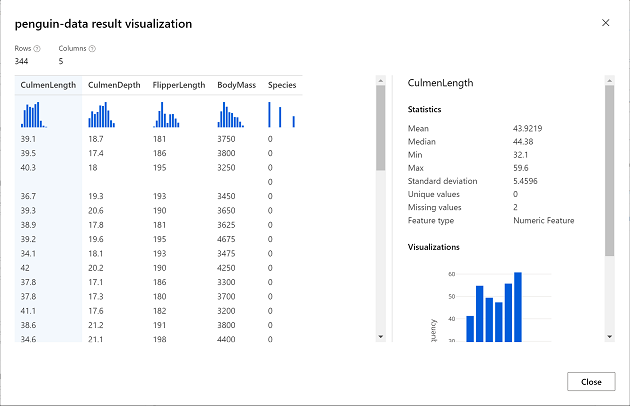 penguin-data result visualization
Rows ? Columns ?
344 5
CulmenLength CulmenDepth FlipperLength BodyMass Species
39.1 18.7 181 3750 0
39.5 17.4 186 3800 0
40.3 18 195 3250 0
0
36.7 19.3 193 3450 0
39.3 20.6 190 3650 0
38.9 17.8 181 3625 0
39.2 19.6 195 4675 0
34.1 18.1 193 3475 0
42 20.2 190 4250 0
37.8 17.1 186 3300 0
37.8 17.3 180 3700 0
41.1 17.6 182 3200 0
38.6 21.2 191 3800 0
34.6 21.1 198 4400 0
CulmenLength
Statistics
Mean 43.9219
Median 44.38
Min 32.1
Max 59.6
Standard deviation 5.4596
Unique values 0
Missing values 2
Feature type Numeric Feature
Visualizations
60
50
40
30
quency
Close